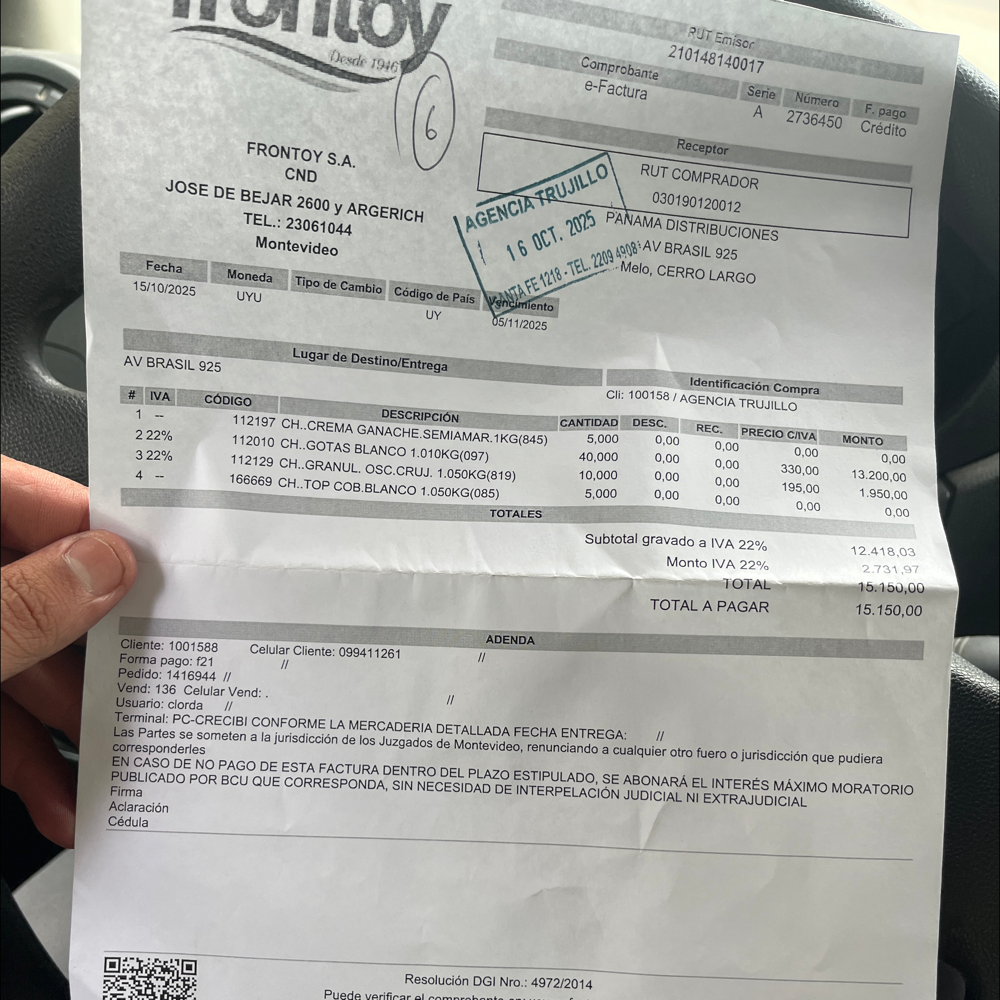 frontoy
Desde 1946
6
RUT Emisor
210148140017
Comprobante
e-Factura
Serie Número F. pago
A 2736450 Crédito
FRONTOY S.A.
CND
JOSE DE BEJAR 2600 y ARGERICH
TEL.: 23061044
Montevideo
Receptor
RUT COMPRADOR
030190120012
PANAMA DISTRIBUCIONES
AV BRASIL 925
Melo, CERRO LARGO
AGENCIA TRUJILLO
16 OCT. 2025
SANTA FE 1218 - TEL. 2209 4908
Fecha Moneda Tipo de Cambio Código de País Vencimiento
15/10/2025 UYU UY 05/11/2025
Lugar de Destino/Entrega
AV BRASIL 925
Identificación Compra
Cli: 100158 / AGENCIA TRUJILLO
# IVA CÓDIGO DESCRIPCIÓN CANTIDAD DESC. REC. PRECIO C/IVA MONTO
1 -- 112197 CH..CREMA GANACHE.SEMIAMAR.1KG(845) 5,000 0,00 0,00 0,00 0,00
2 22% 112010 CH..GOTAS BLANCO 1.010KG(097) 40,000 0,00 0,00 330,00 13.200,00
3 22% 112129 CH..GRANUL. OSC.CRUJ. 1.050KG(819) 10,000 0,00 0,00 195,00 1.950,00
4 -- 166669 CH..TOP COB.BLANCO 1.050KG(085) 5,000 0,00 0,00 0,00 0,00
TOTALES
Subtotal gravado a IVA 22% 12.418,03
Monto IVA 22% 2.731,97
TOTAL 15.150,00
TOTAL A PAGAR 15.150,00
ADENDA
Cliente: 1001588 Celular Cliente: 099411261 //
Forma pago: f21 //
Pedido: 1416944 //
Vend: 136 Celular Vend: . //
Usuario: clorda //
Terminal: PC-CRECIBI CONFORME LA MERCADERIA DETALLADA FECHA ENTREGA: //
Las Partes se someten a la jurisdicción de los Juzgados de Montevideo, renunciando a cualquier otro fuero o jurisdicción que pudiera
corresponderles
EN CASO DE NO PAGO DE ESTA FACTURA DENTRO DEL PLAZO ESTIPULADO, SE ABONARÁ EL INTERÉS MÁXIMO MORATORIO
PUBLICADO POR BCU QUE CORRESPONDA, SIN NECESIDAD DE INTERPELACIÓN JUDICIAL NI EXTRAJUDICIAL
Firma
Aclaración
Cédula
Resolución DGI Nro.: 4972/2014
Puede verificar el comprobante en: